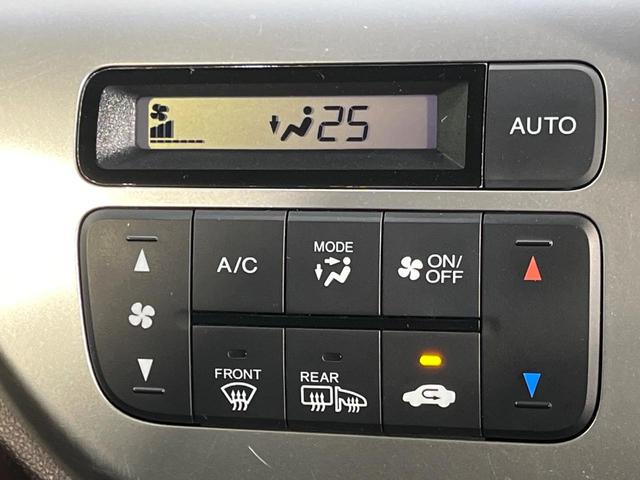 25
AUTO
A/C
MODE
ON/
OFF
FRONT
REAR